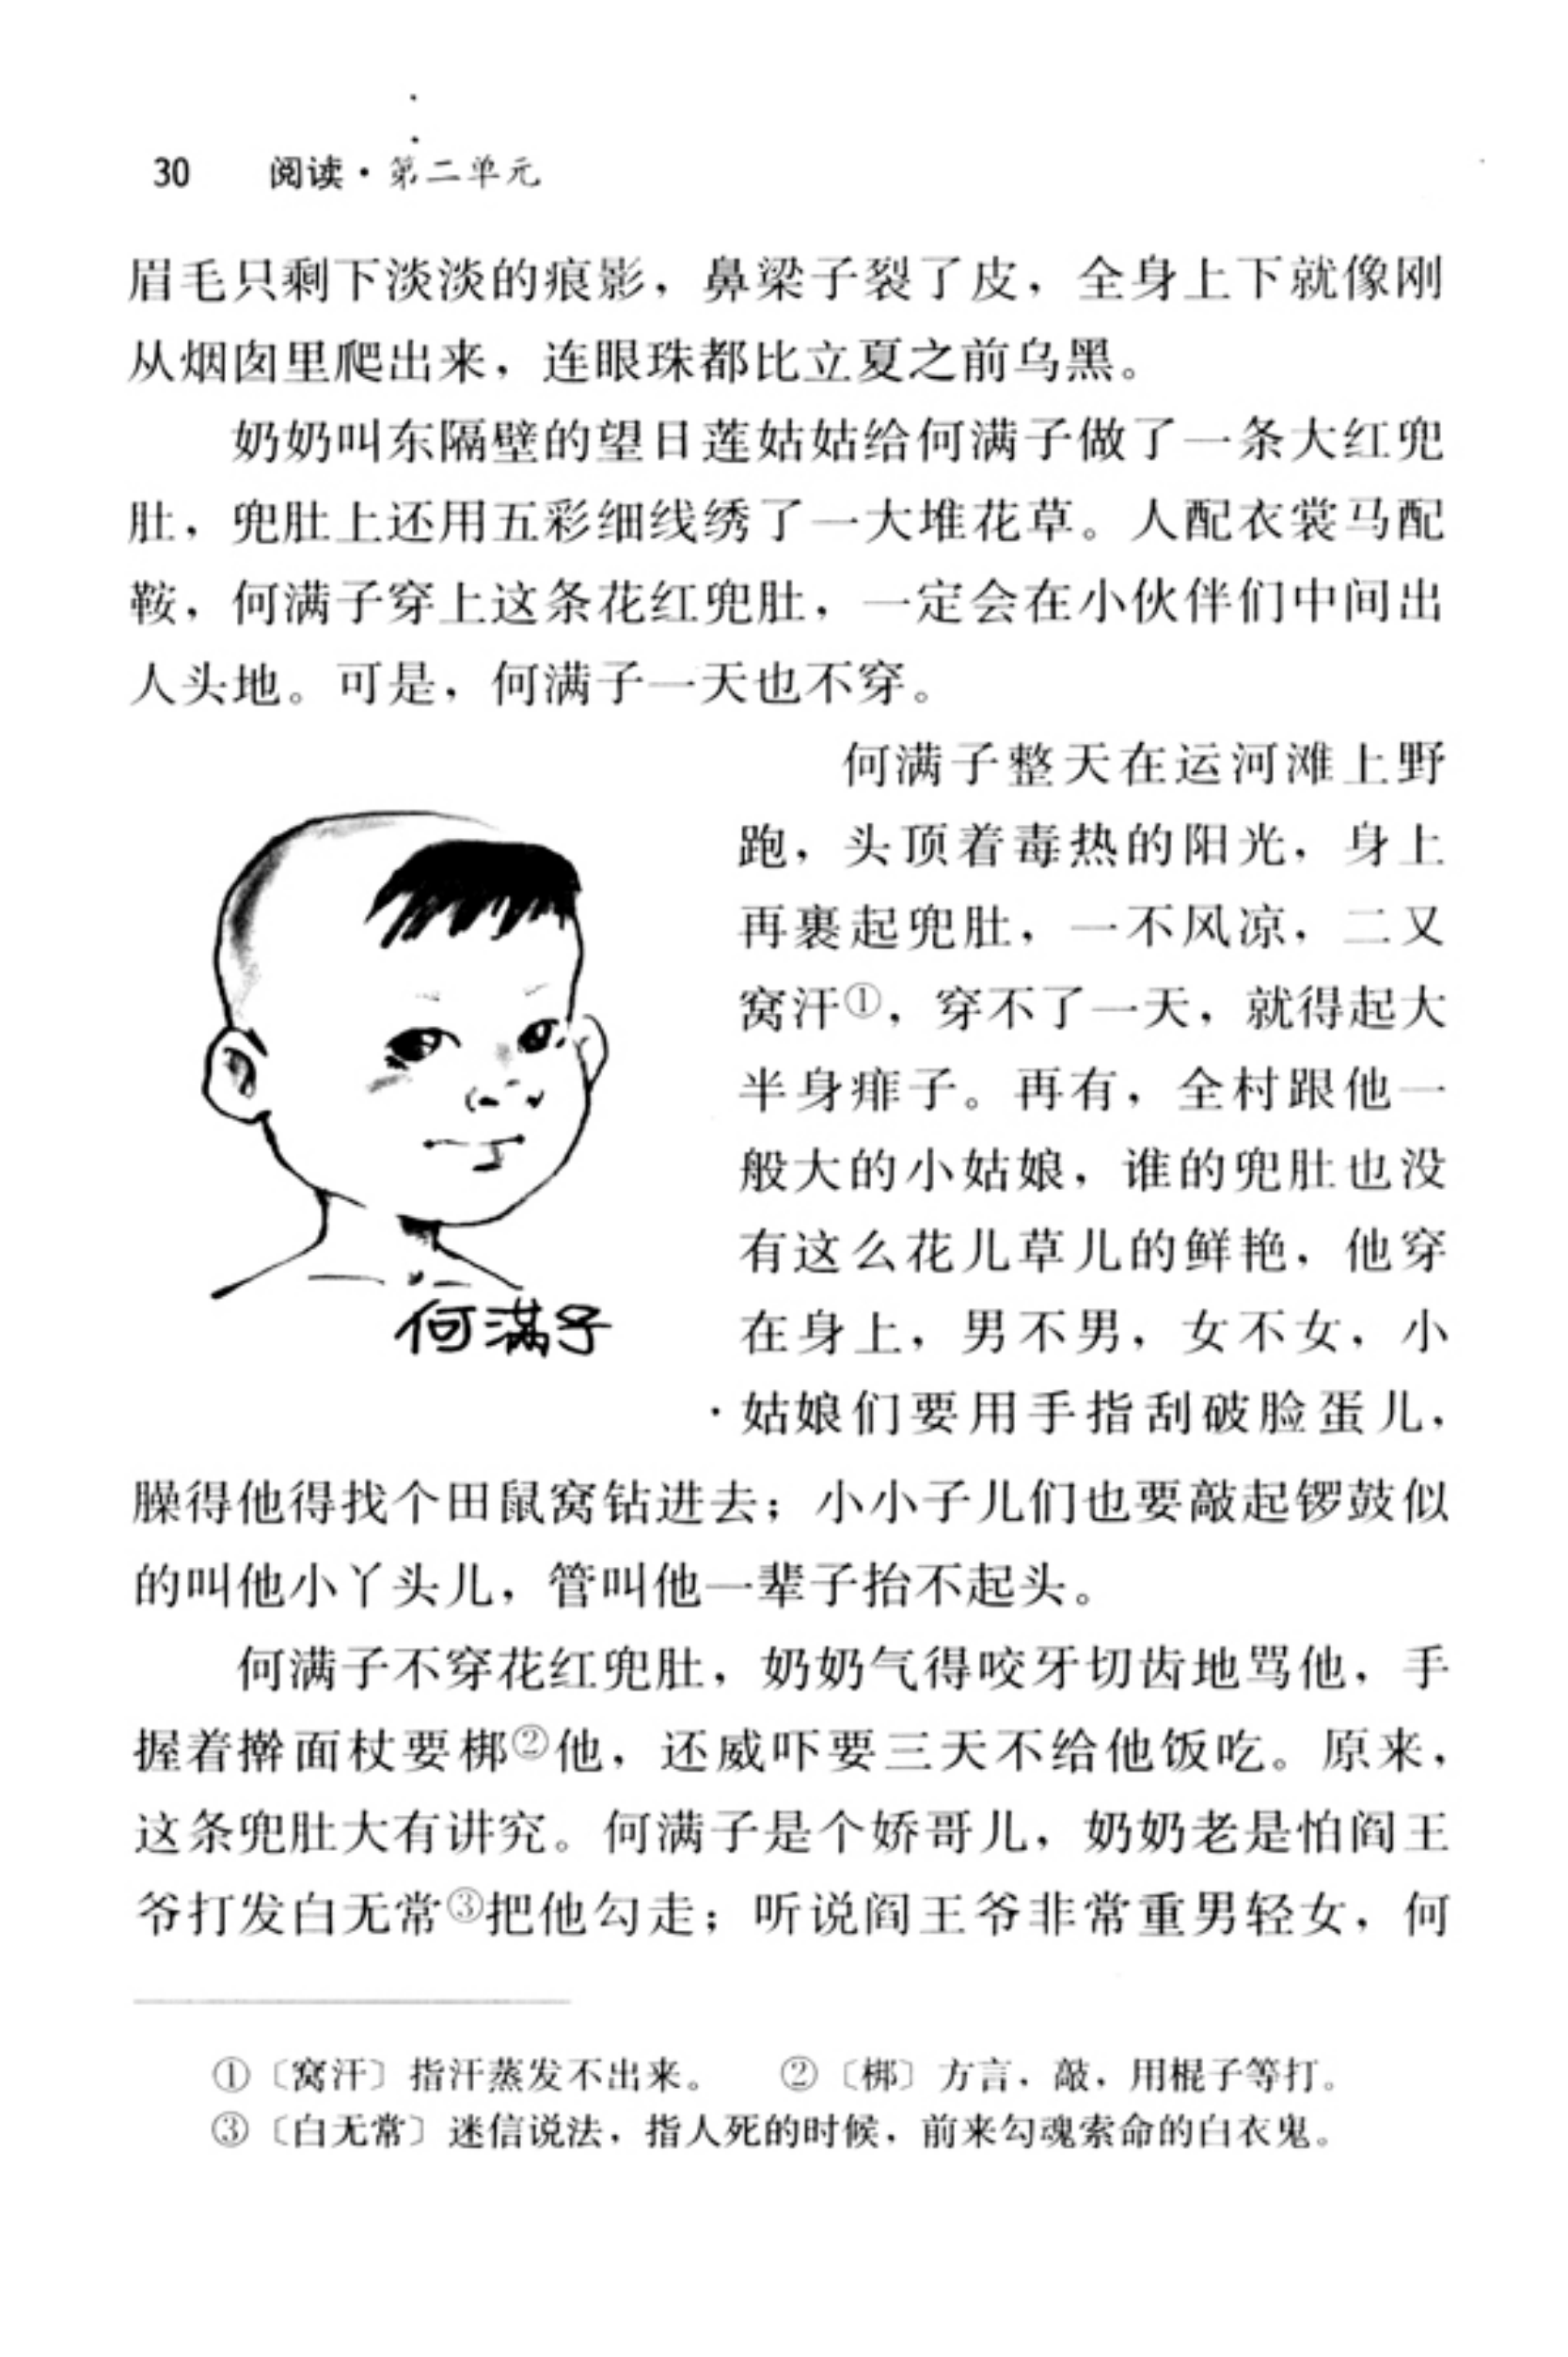 30 阅读·第二单元
眉毛只剩下淡淡的痕影，鼻梁子裂了皮，全身上下就像刚
从烟囱里爬出来，连眼珠都比立夏之前乌黑。
奶奶叫东隔壁的望日莲姑姑给何满子做了一条大红兜
肚，兜肚上还用五彩细线绣了一大堆花草。人配衣裳马配
鞍，何满子穿上这条花红兜肚，一定会在小伙伴们中间出
人头地。可是，何满子一天也不穿。
何满子整天在运河滩上野
跑，头顶着毒热的阳光，身上
再裹起兜肚，一不风凉，二又
窝汗①，穿不了一天，就得起大
半身痱子。再有，全村跟他一
般大的小姑娘，谁的兜肚也没
有这么花儿草儿的鲜艳，他穿
在身上，男不男，女不女，小
姑娘们要用手指刮破脸蛋儿，
臊得他得找个田鼠窝钻进去；小小子儿们也要敲起锣鼓似
的叫他小丫头儿，管叫他一辈子抬不起头。
何满子
何满子不穿花红兜肚，奶奶气得咬牙切齿地骂他，手
握着擀面杖要梆②他，还威吓要三天不给他饭吃。原来，
这条兜肚大有讲究。何满子是个娇哥儿，奶奶老是怕阎王
爷打发白无常③把他勾走；听说阎王爷非常重男轻女，何
①〔窝汗〕指汗蒸发不出来。 ②〔梆〕方言，敲，用棍子等打。
③〔白无常〕迷信说法，指人死的时候，前来勾魂索命的白衣鬼。